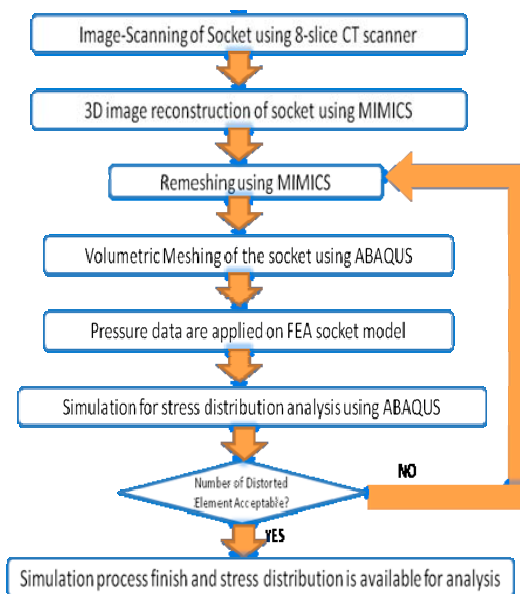 Image-Scanning of Socket using 8-slice CT scanner
3D image reconstruction of socket using MIMICS
Remeshing using MIMICS
Volumetric Meshing of the socket using ABAQUS
Pressure data are applied on FEA socket model
Simulation for stress distribution analysis using ABAQUS
Number of Distorted
Element Acceptable?
NO
YES
Simulation process finish and stress distribution is available for analysis